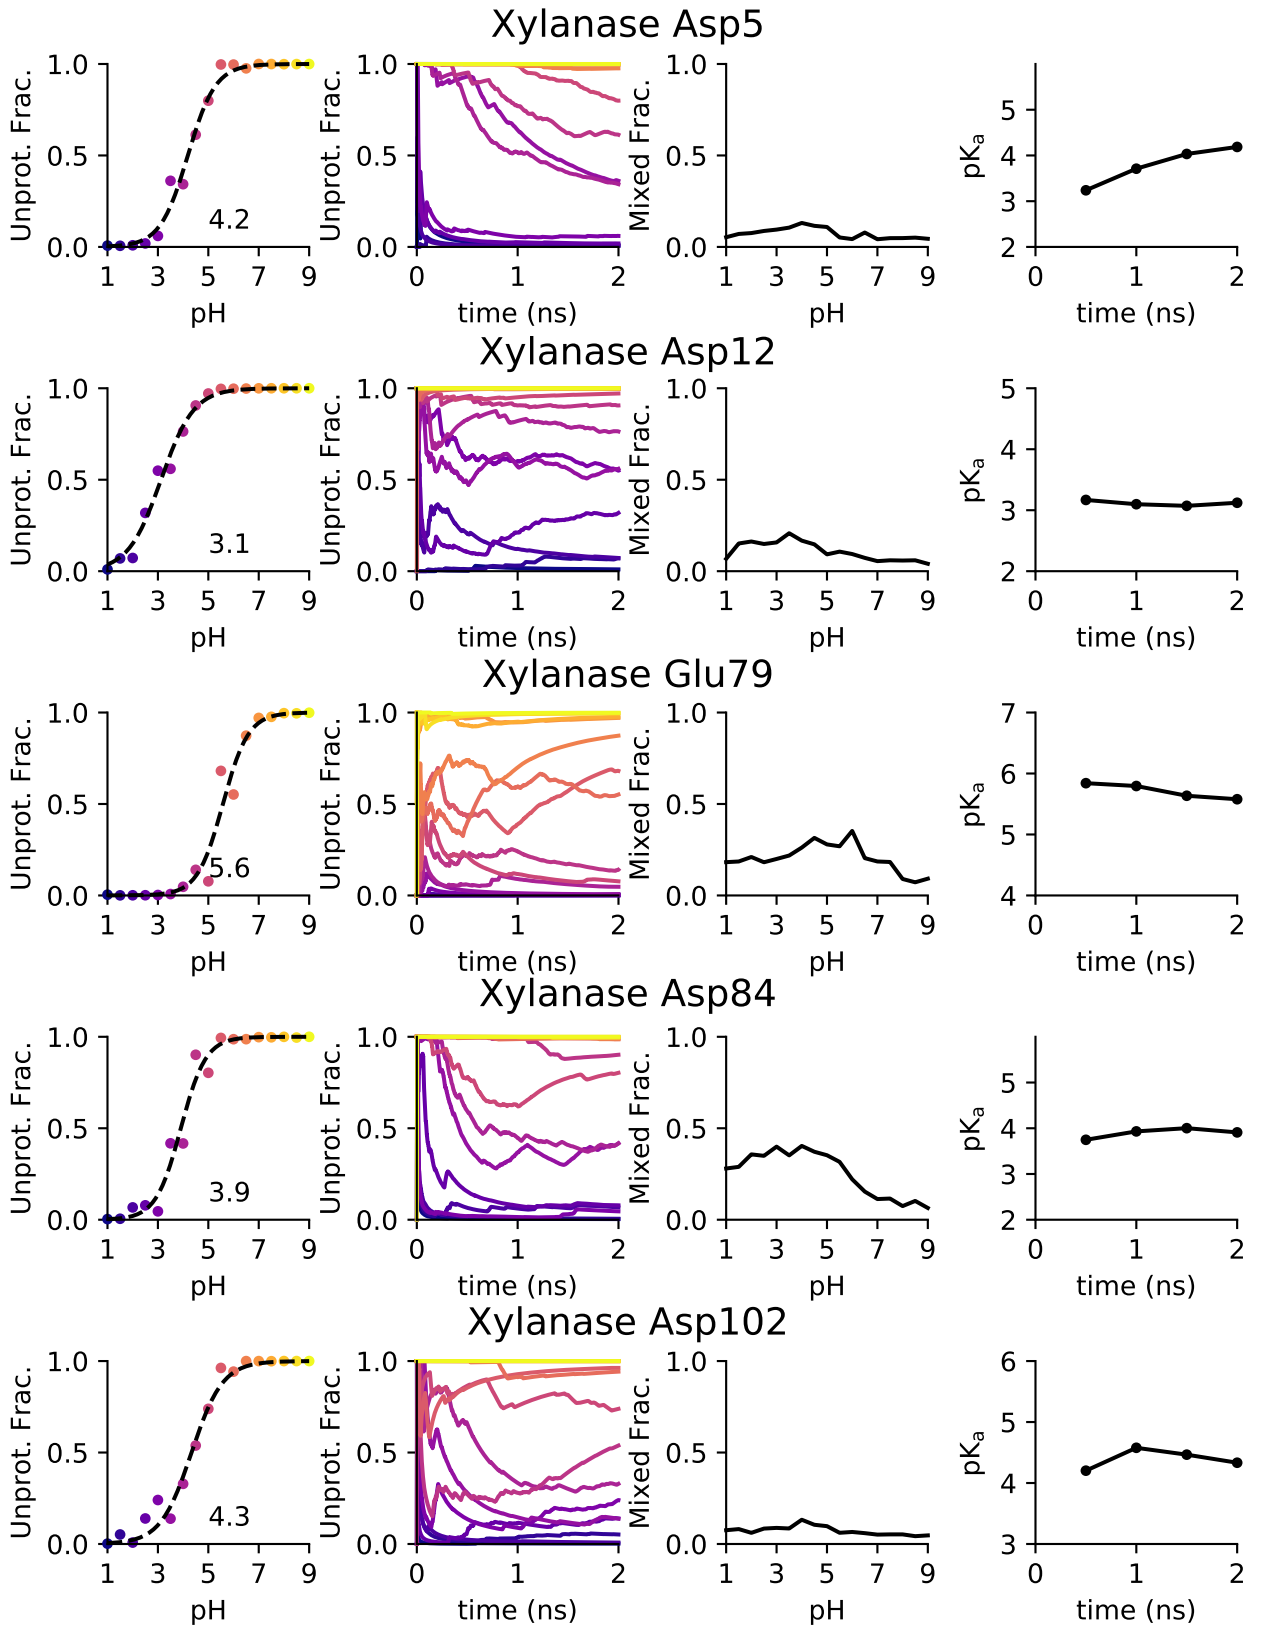 Xylanase Asp5
Unprot. Frac.
1.0
0.5
0.0
4.2
1 3 5 7 9
pH
Unprot. Frac.
1.0
0.5
0.0
0 1 2
time (ns)
Mixed Frac.
1.0
0.5
0.0
1 3 5 7 9
pH
pKa
5
4
3
2
0 1 2
time (ns)
Xylanase Asp12
Unprot. Frac.
1.0
0.5
0.0
3.1
1 3 5 7 9
pH
Unprot. Frac.
1.0
0.5
0.0
0 1 2
time (ns)
Mixed Frac.
1.0
0.5
0.0
1 3 5 7 9
pH
pKa
5
4
3
2
0 1 2
time (ns)
Xylanase Glu79
Unprot. Frac.
1.0
0.5
0.0
5.6
1 3 5 7 9
pH
Unprot. Frac.
1.0
0.5
0.0
0 1 2
time (ns)
Mixed Frac.
1.0
0.5
0.0
1 3 5 7 9
pH
pKa
7
6
5
4
0 1 2
time (ns)
Xylanase Asp84
Unprot. Frac.
1.0
0.5
0.0
3.9
1 3 5 7 9
pH
Unprot. Frac.
1.0
0.5
0.0
0 1 2
time (ns)
Mixed Frac.
1.0
0.5
0.0
1 3 5 7 9
pH
pKa
5
4
3
2
0 1 2
time (ns)
Xylanase Asp102
Unprot. Frac.
1.0
0.5
0.0
4.3
1 3 5 7 9
pH
Unprot. Frac.
1.0
0.5
0.0
0 1 2
time (ns)
Mixed Frac.
1.0
0.5
0.0
1 3 5 7 9
pH
pKa
6
5
4
3
0 1 2
time (ns)